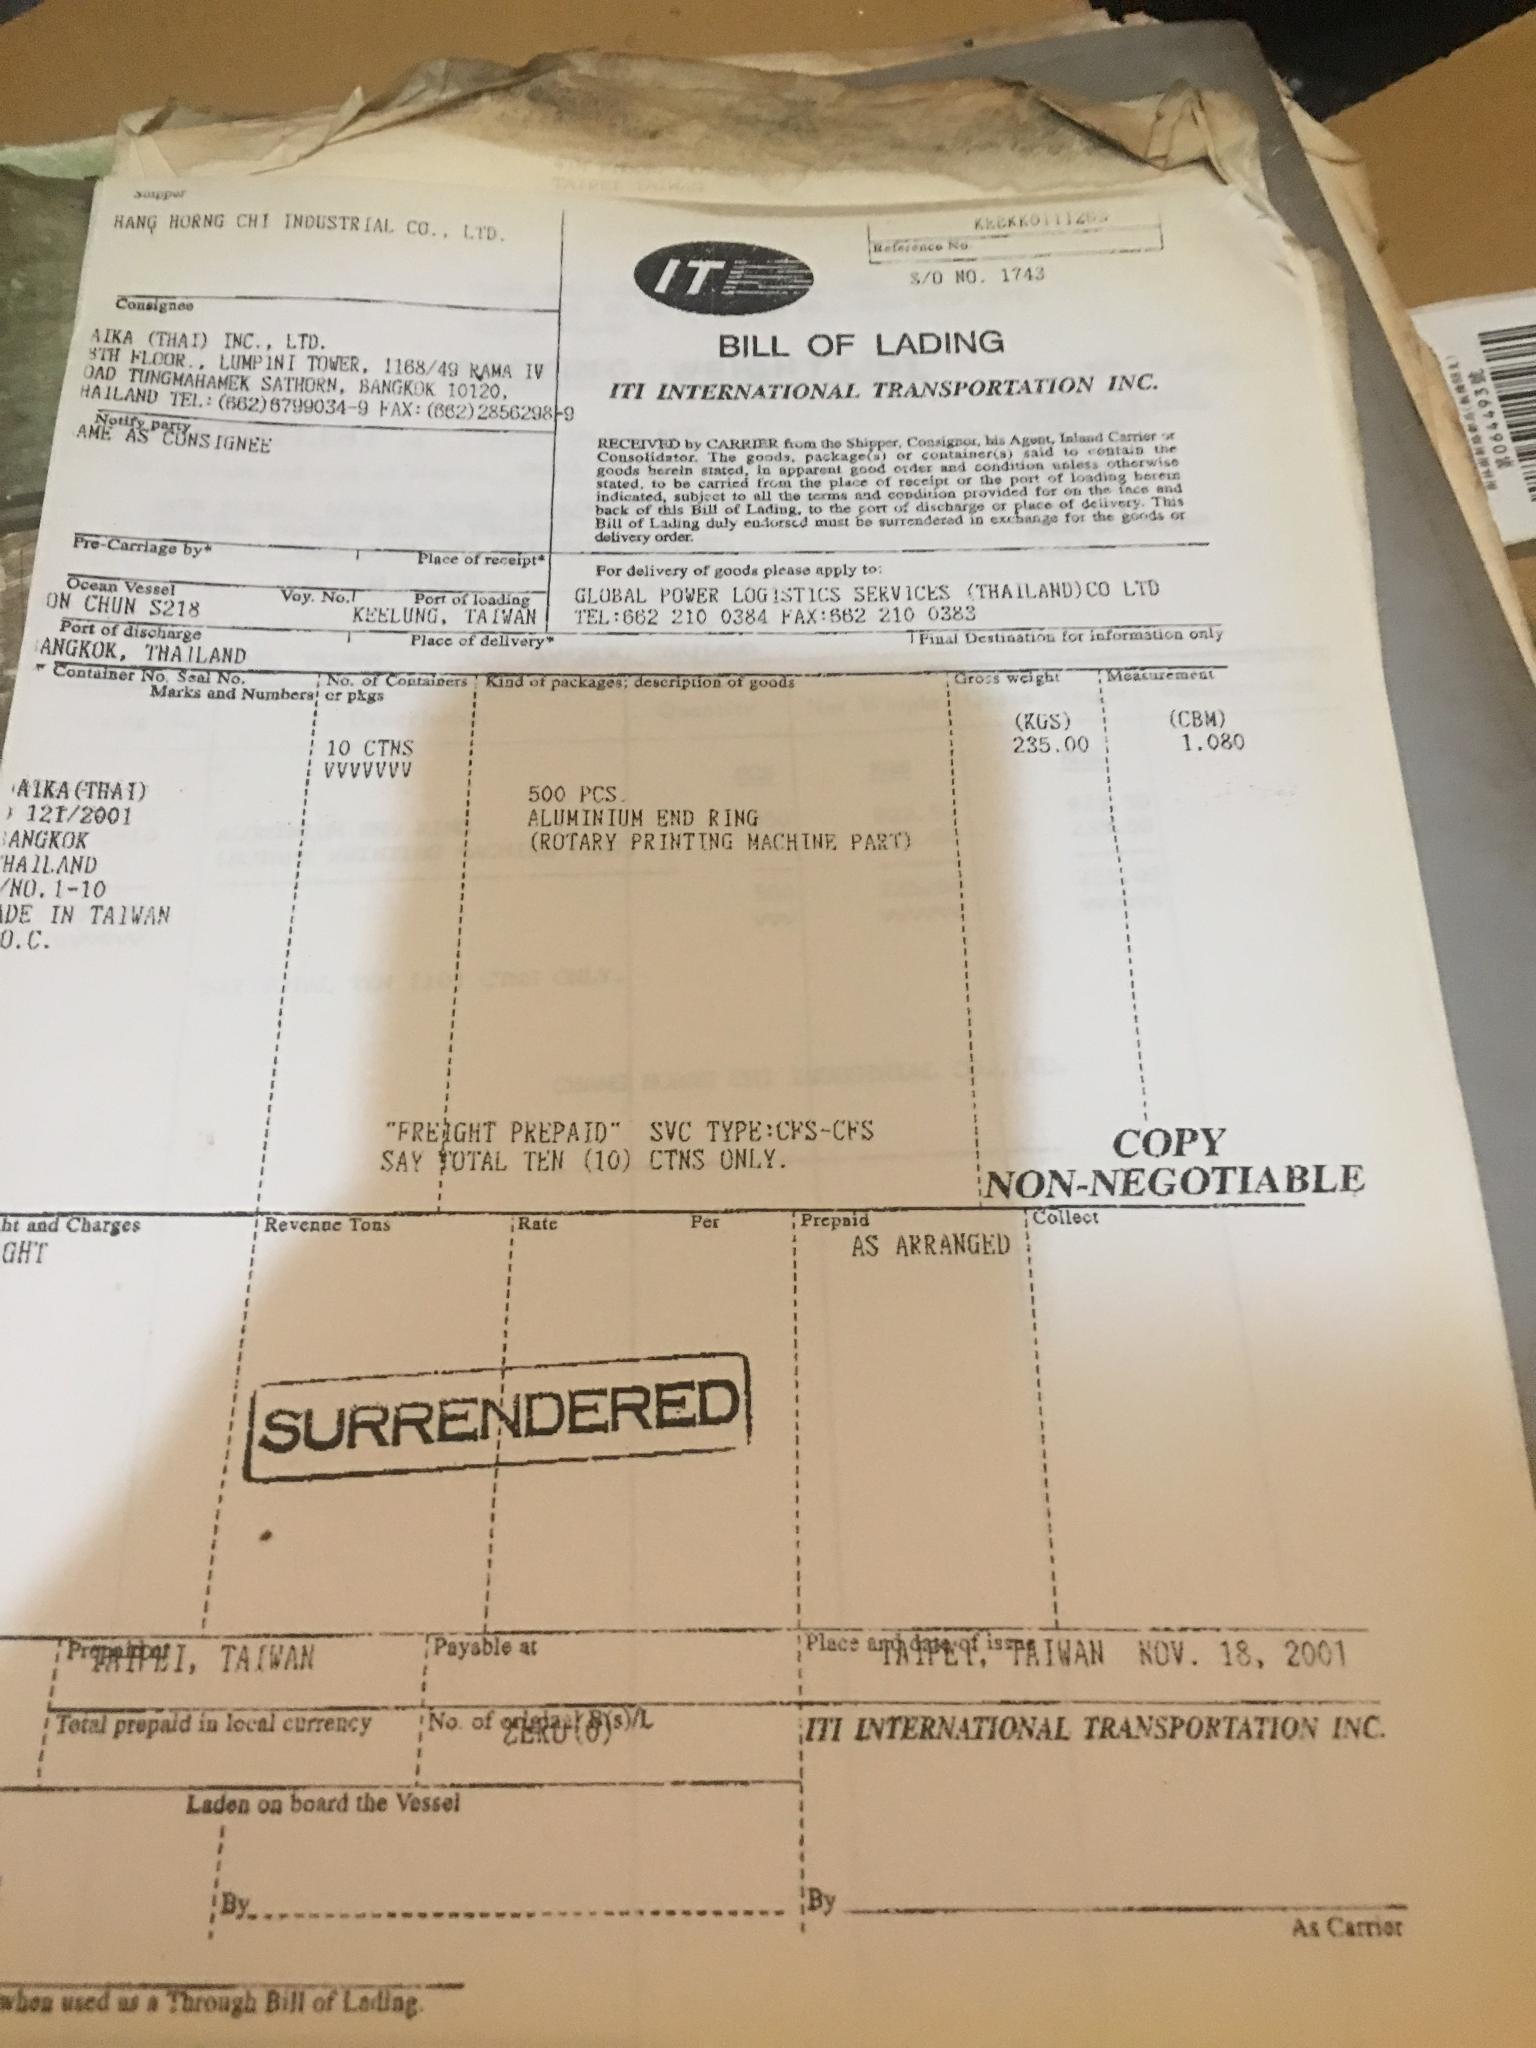 Shipper
HANG HORNG CHI INDUSTRIAL CO., LTD.
Reference No
S/O NO. 1743
ITI
BILL OF LADING
ITI INTERNATIONAL TRANSPORTATION INC.
Consignee
AIKA (THAI) INC., LTD.
8TH FLOOR., LUMPINI TOWER, 1168/49 RAMA IV
OAD TUNGMAHAMEK SATHORN, BANGKOK 10120,
HAILAND TEL:(662)6799034-9 FAX:(662)2856298-9
Notify party
AME AS CONSIGNEE
RECEIVED by CARRIER from the Shipper, Consignor, his Agent, Inland Carrier or
Consolidator. The goods, package(s) or container(s) said to contain the
goods herein stated, in apparent good order and condition unless otherwise
stated, to be carried from the place of receipt or the port of loading herein
indicated, subject to all the terms and condition provided for on the face and
back of this Bill of Lading, to the port of discharge or place of delivery. This
Bill of Lading duly endorsed must be surrendered in exchange for the goods or
delivery order.
Pre-Carriage by* Place of receipt*
For delivery of goods please apply to:
Ocean Vessel Voy. No. Port of loading
ON CHUN S218 KEELUNG, TAIWAN
GLOBAL POWER LOGISTICS SERVICES (THAILAND)CO LTD
TEL:662 210 0384 FAX:662 210 0383
Port of discharge Place of delivery* Final Destination for information only
ANGKOK, THAILAND
Container No. Seal No. No. of Containers Kind of packages; description of goods Gross weight Measurement
Marks and Numbers or pkgs
(KGS) (CBM)
10 CTNS 235.00 1.080
VVVVVVV
AIKA(THAI)
121/2001
BANGKOK
THAILAND
/NO.1-10
ADE IN TAIWAN
O.C.
500 PCS.
ALUMINIUM END RING
(ROTARY PRINTING MACHINE PART)
"FREIGHT PREPAID" SVC TYPE:CFS-CFS
SAY TOTAL TEN (10) CTNS ONLY.
COPY
NON-NEGOTIABLE
ht and Charges Revenue Tons Rate Per Prepaid Collect
GHT AS ARRANGED
SURRENDERED
Prepaid at Payable at Place and date of issue
TAIPEI, TAIWAN TAIPEI, TAIWAN NOV. 18, 2001
Total prepaid in local currency No. of original B(s)/L
ZERO(0)
ITI INTERNATIONAL TRANSPORTATION INC.
Laden on board the Vessel
By By
As Carrier
when used as a Through Bill of Lading.